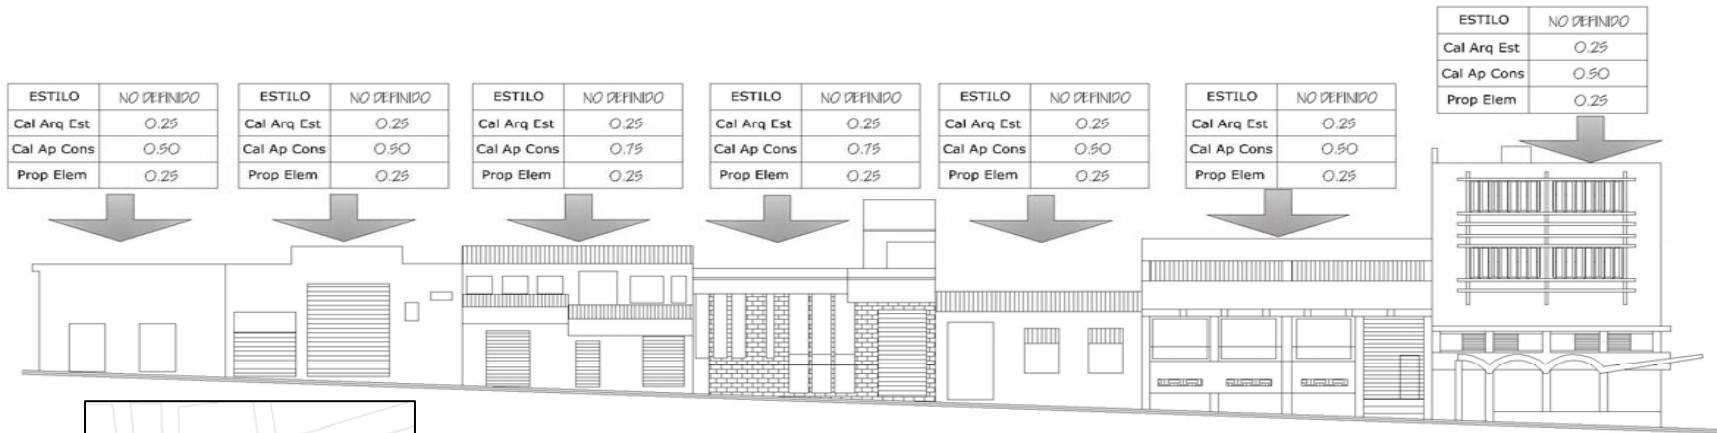 ESTILO NO DEFINIDO
Cal Arq Est 0.25
Cal Ap Cons 0.50
Prop Elem 0.25
ESTILO NO DEFINIDO
Cal Arq Est 0.25
Cal Ap Cons 0.50
Prop Elem 0.25
ESTILO NO DEFINIDO
Cal Arq Est 0.25
Cal Ap Cons 0.75
Prop Elem 0.25
ESTILO NO DEFINIDO
Cal Arq Est 0.25
Cal Ap Cons 0.75
Prop Elem 0.25
ESTILO NO DEFINIDO
Cal Arq Est 0.25
Cal Ap Cons 0.50
Prop Elem 0.25
ESTILO NO DEFINIDO
Cal Arq Est 0.25
Cal Ap Cons 0.50
Prop Elem 0.25
ESTILO NO DEFINIDO
Cal Arq Est 0.25
Cal Ap Cons 0.50
Prop Elem 0.25